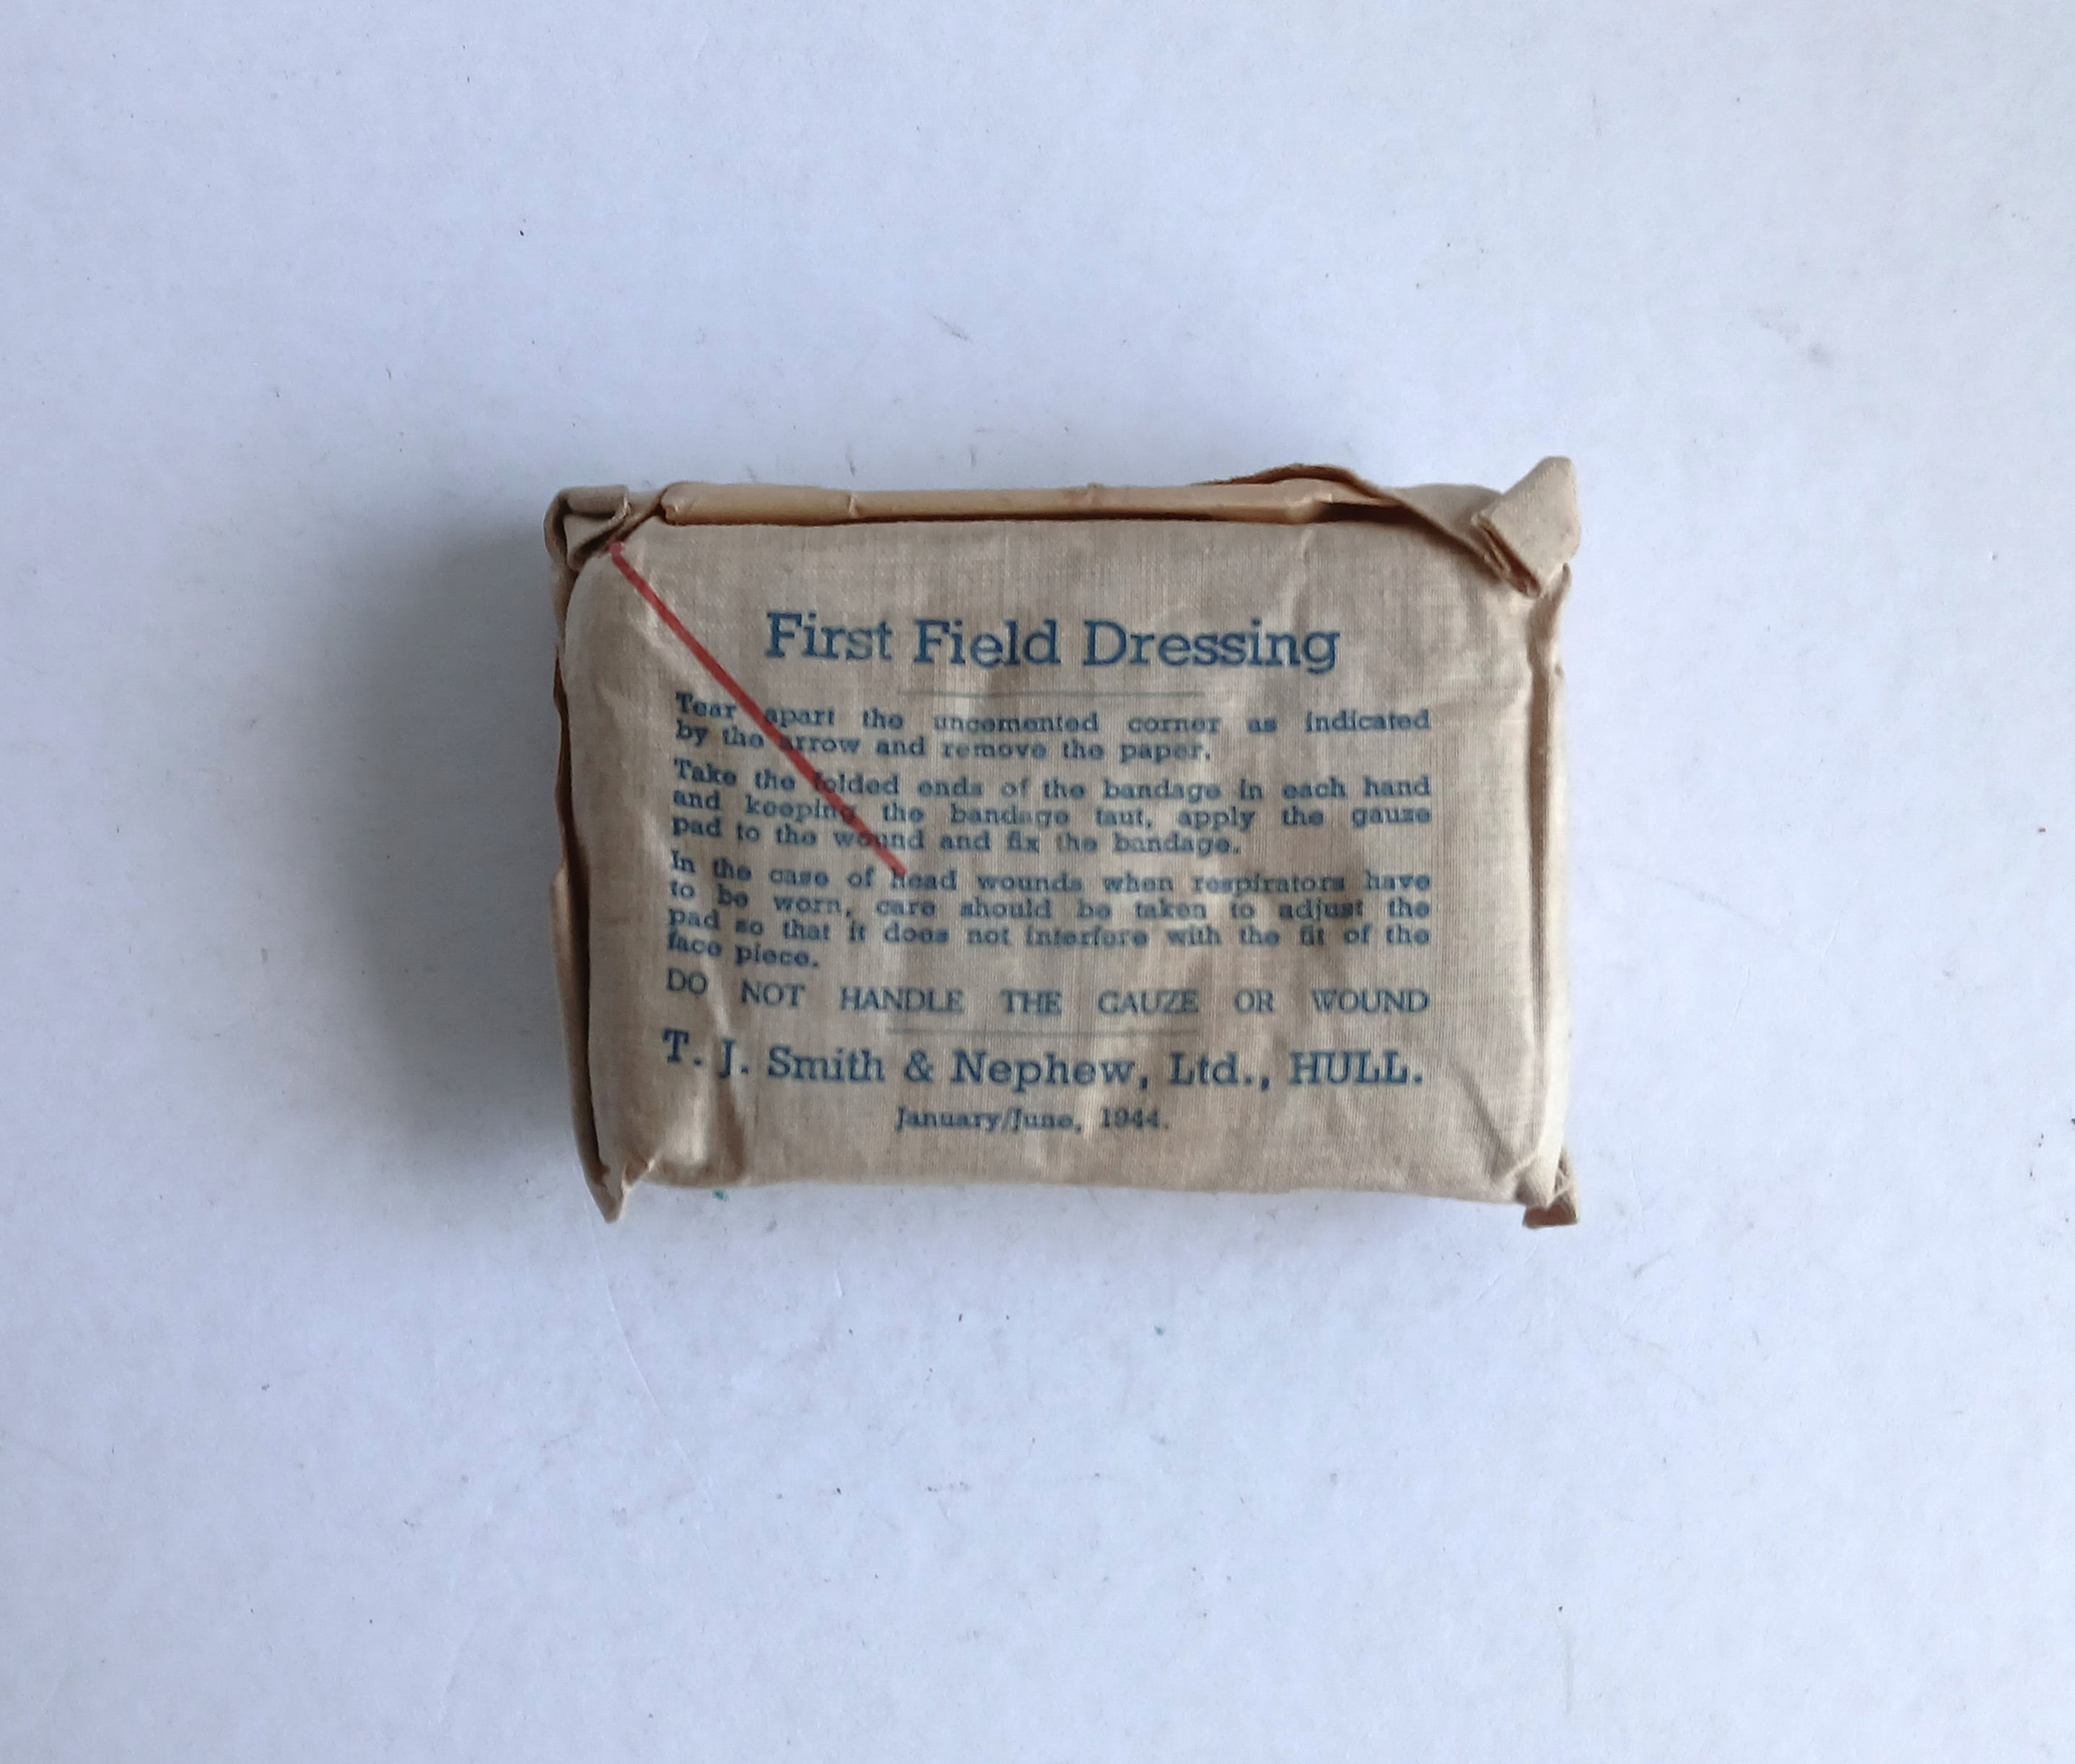 First Field Dressing
Tear apart the uncemented corner as indicated
by the arrow and remove the paper.
Take the folded ends of the bandage in each hand
and keeping the bandage taut, apply the gauze
pad to the wound and fix the bandage.
In the case of head wounds when respirators have
to be worn, care should be taken to adjust the
pad so that it does not interfere with the fit of the
face piece.
DO NOT HANDLE THE GAUZE OR WOUND
T. J. Smith & Nephew, Ltd., HULL.
January/June, 1944.